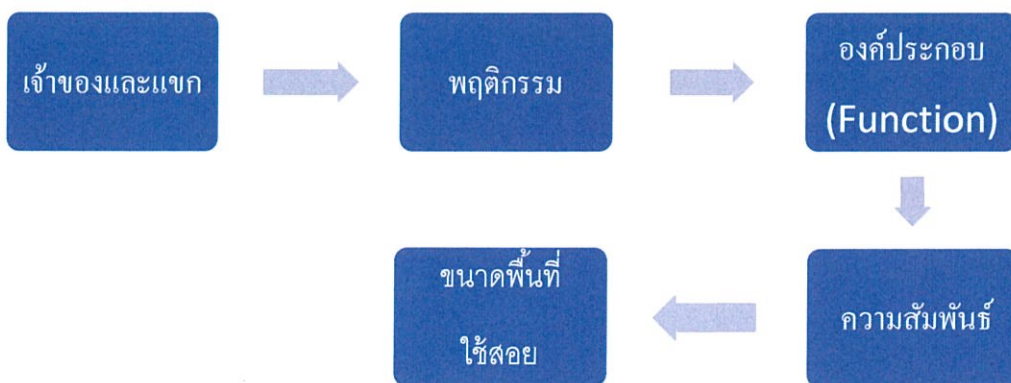 เจ้าของและแขก
พฤติกรรม
องค์ประกอบ
(Function)
ความสัมพันธ์
ขนาดพื้นที่
ใช้สอย